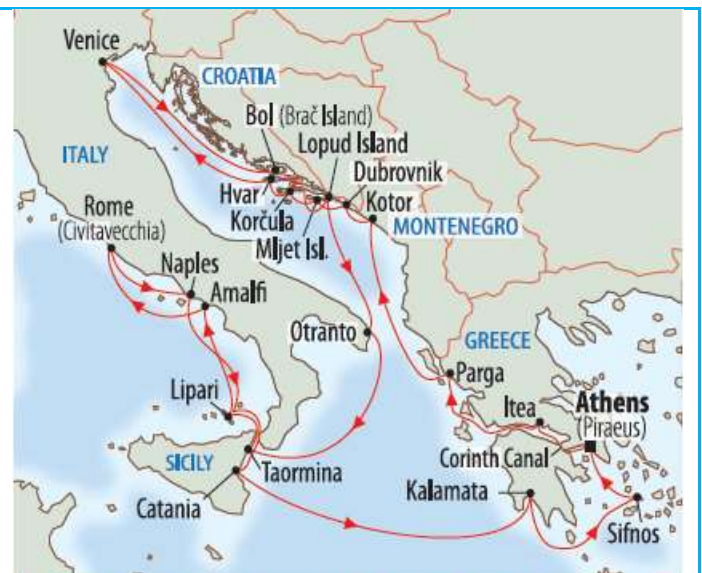 Venice
CROATIA
Bol (Brač Island)
Lopud Island
Dubrovnik
Kotor
MONTENEGRO
Hvar
Korčula
Mljet Isl.
ITALY
Rome
(Civitavecchia)
Naples
Amalfi
Otranto
GREECE
Parga
Itea
Athens
(Piraeus)
Corinth Canal
Lipari
SICILY
Taormina
Catania
Kalamata
Sifnos